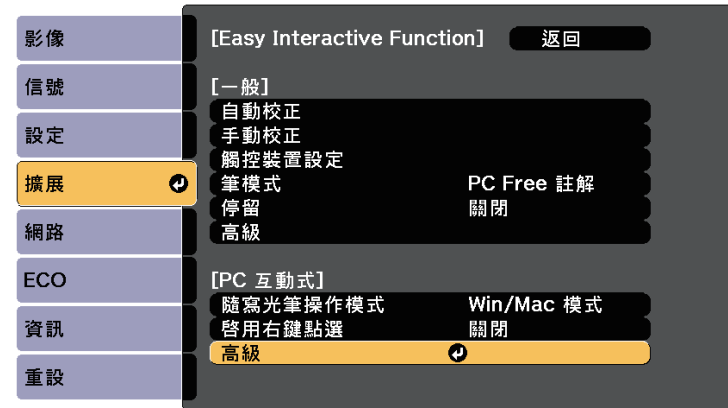 影像
信號
設定
擴展
網路
ECO
資訊
重設
[Easy Interactive Function] 返回
[一般]
自動校正
手動校正
觸控裝置設定
筆模式 PC Free 註解
停留 關閉
高級
[PC 互動式]
隨寫光筆操作模式 Win/Mac 模式
啓用右鍵點選 關閉
高級